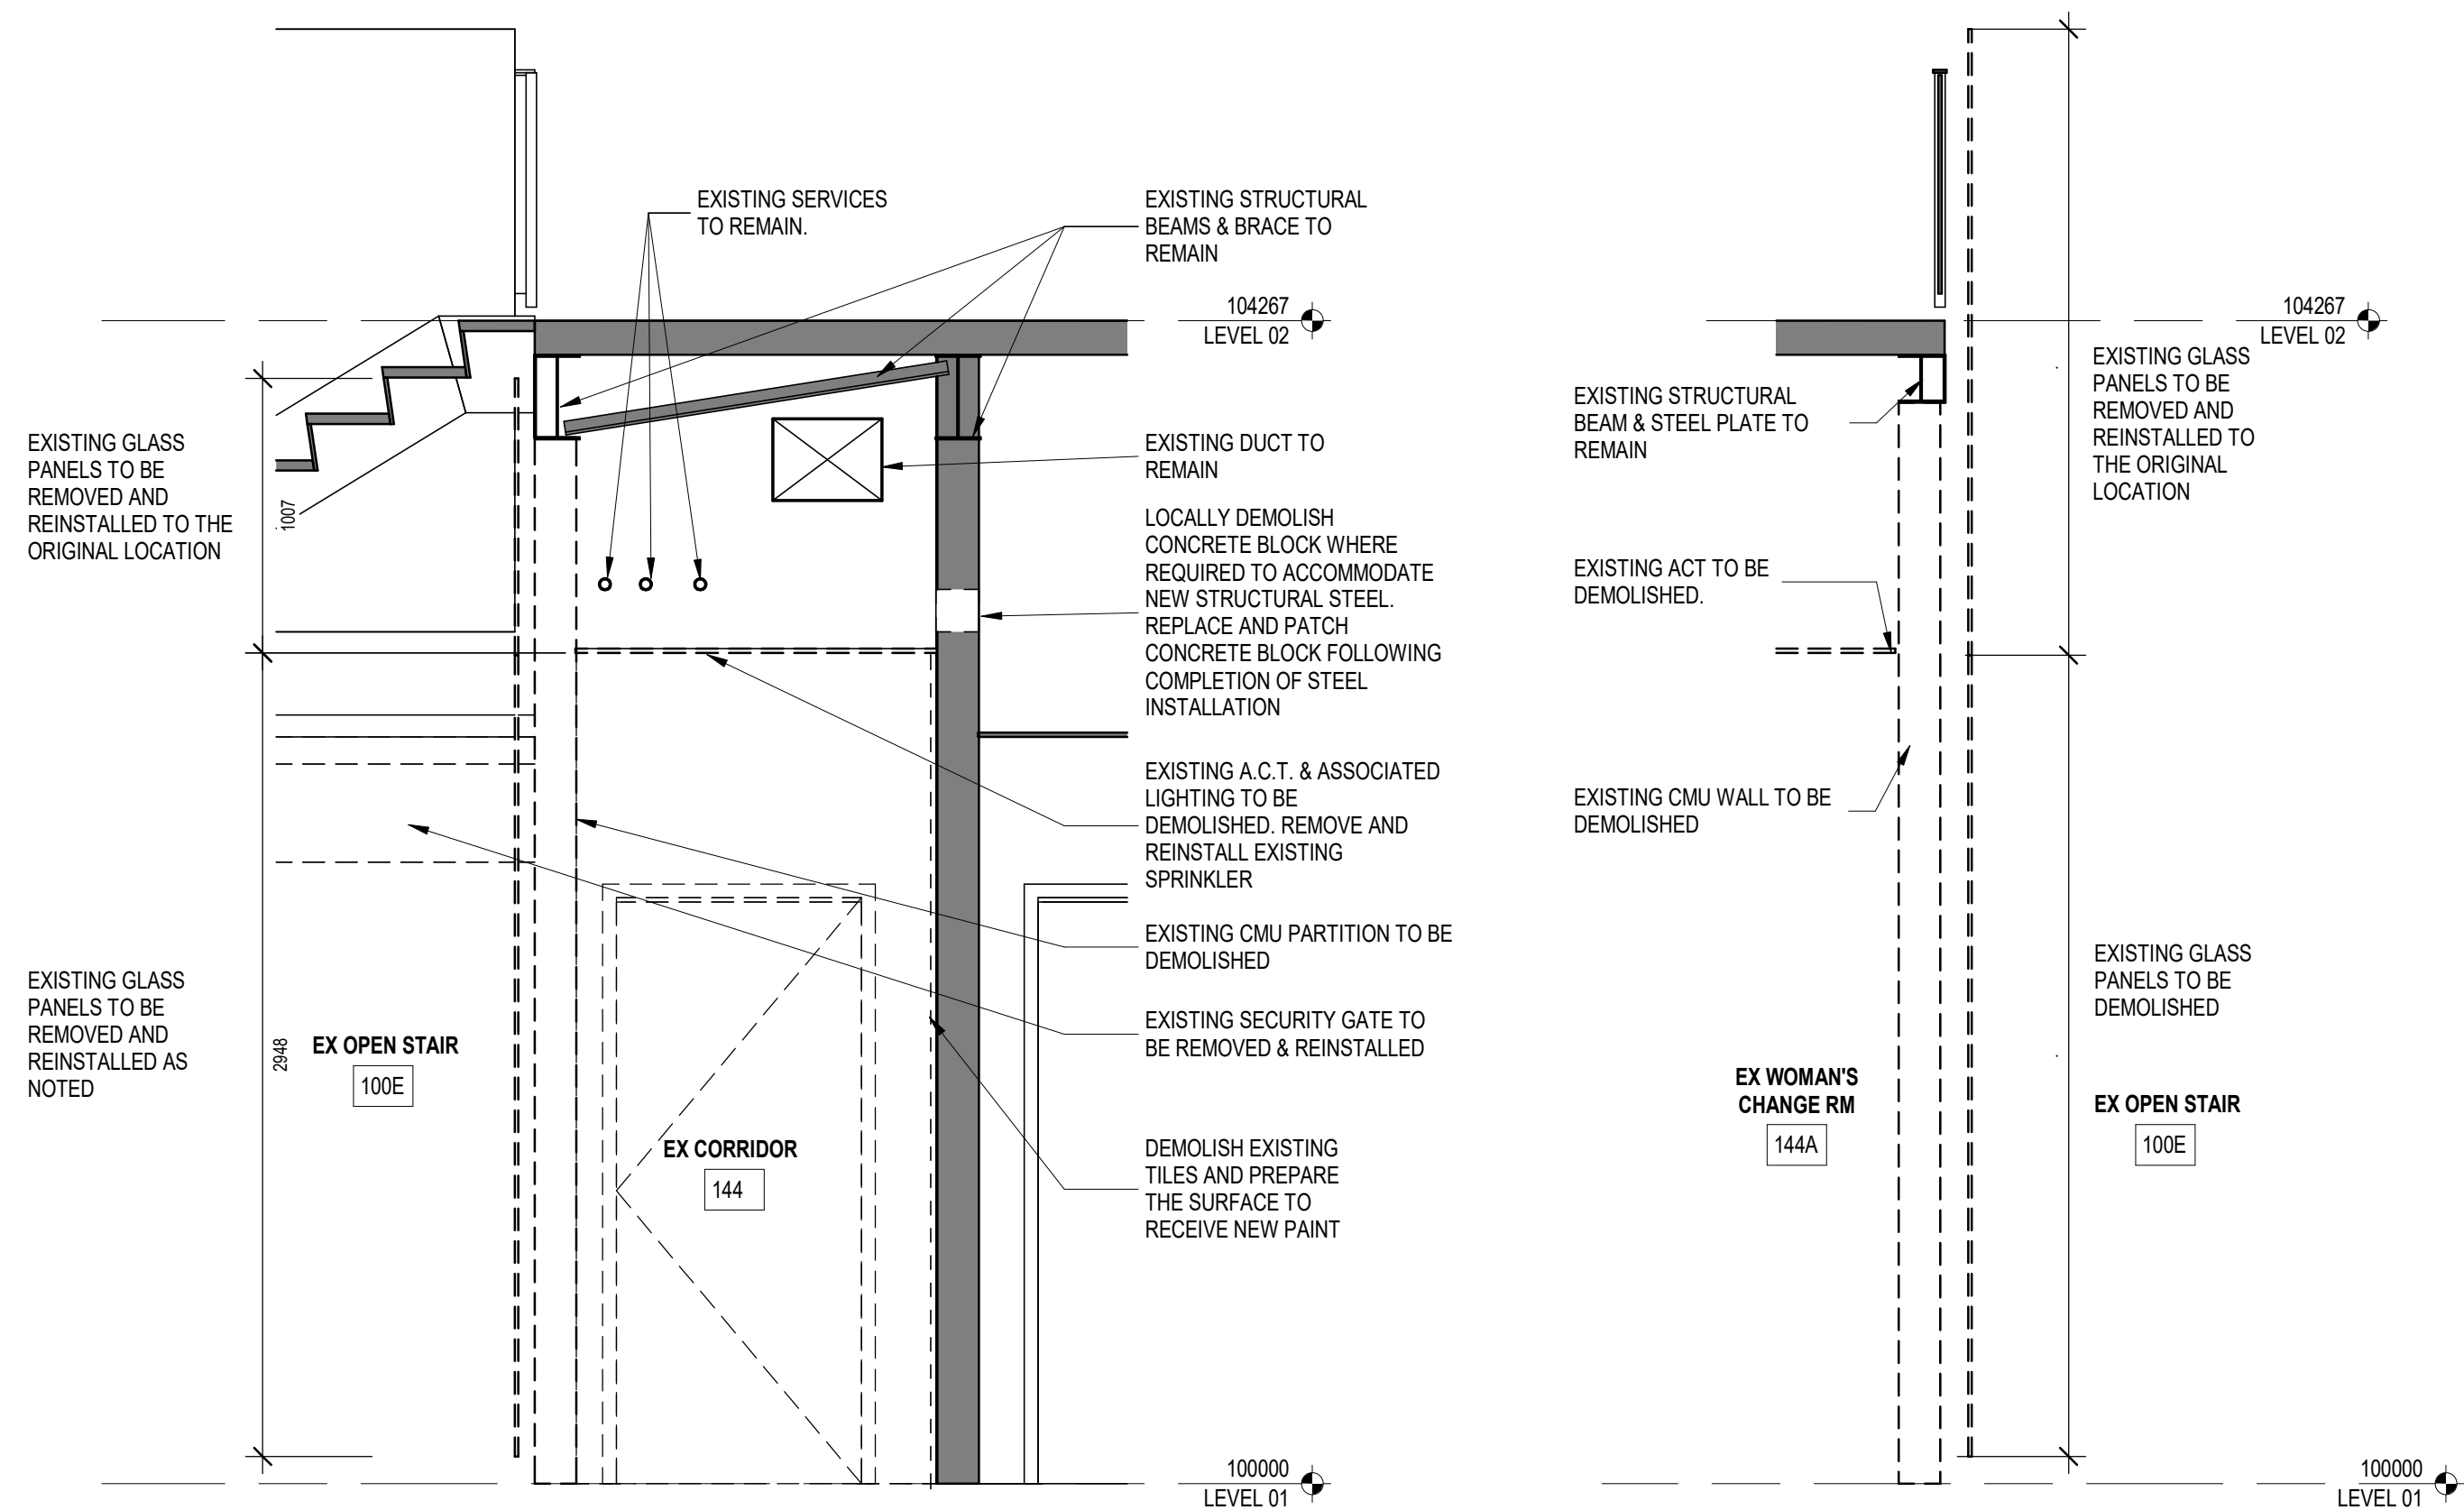 EXISTING SERVICES
TO REMAIN.
EXISTING STRUCTURAL
BEAMS & BRACE TO
REMAIN
104267
LEVEL 02
EXISTING GLASS
PANELS TO BE
REMOVED AND
REINSTALLED TO THE
ORIGINAL LOCATION
1007
EXISTING DUCT TO
REMAIN
LOCALLY DEMOLISH
CONCRETE BLOCK WHERE
REQUIRED TO ACCOMMODATE
NEW STRUCTURAL STEEL.
REPLACE AND PATCH
CONCRETE BLOCK FOLLOWING
COMPLETION OF STEEL
INSTALLATION
EXISTING A.C.T. & ASSOCIATED
LIGHTING TO BE
DEMOLISHED. REMOVE AND
REINSTALL EXISTING
SPRINKLER
EXISTING CMU PARTITION TO BE
DEMOLISHED
EXISTING SECURITY GATE TO
BE REMOVED & REINSTALLED
EXISTING GLASS
PANELS TO BE
REMOVED AND
REINSTALLED AS
NOTED
2948
EX OPEN STAIR
100E
EX CORRIDOR
144
DEMOLISH EXISTING
TILES AND PREPARE
THE SURFACE TO
RECEIVE NEW PAINT
100000
LEVEL 01
104267
LEVEL 02
EXISTING GLASS
PANELS TO BE
REMOVED AND
REINSTALLED TO
THE ORIGINAL
LOCATION
EXISTING STRUCTURAL
BEAM & STEEL PLATE TO
REMAIN
EXISTING ACT TO BE
DEMOLISHED.
EXISTING CMU WALL TO BE
DEMOLISHED
EXISTING GLASS
PANELS TO BE
DEMOLISHED
EX WOMAN'S
CHANGE RM
144A
EX OPEN STAIR
100E
100000
LEVEL 01